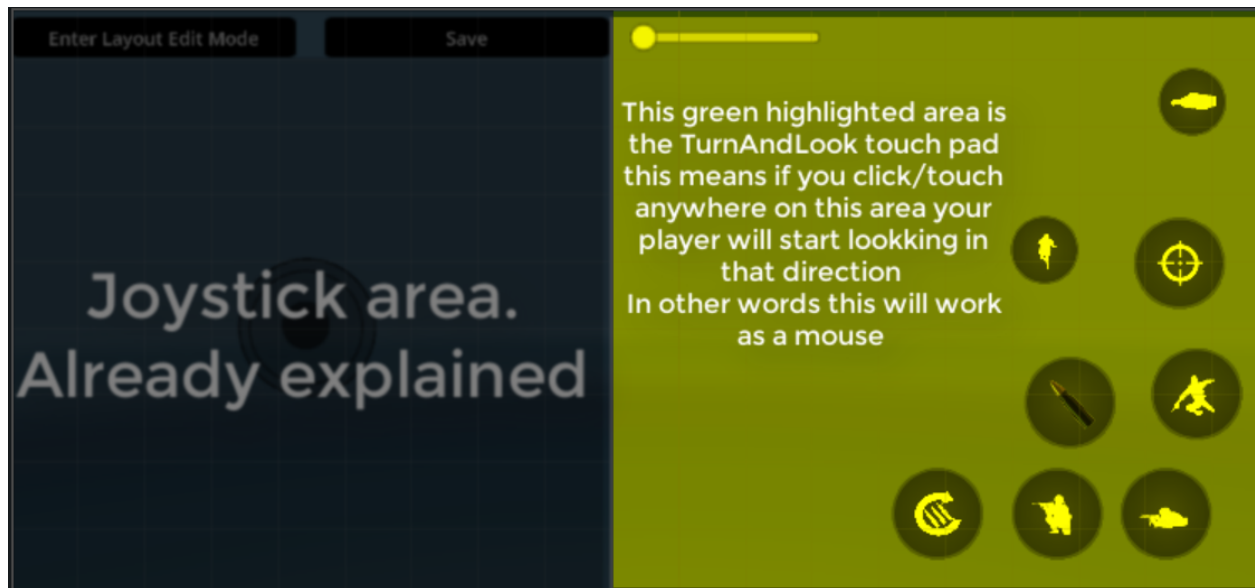 Enter Layout Edit Mode
Save
Joystick area.
Already explained
This green highlighted area is
the TurnAndLook touch pad
this means if you click/touch
anywhere on this area your
player will start lookking in
that direction
In other words this will work
as a mouse